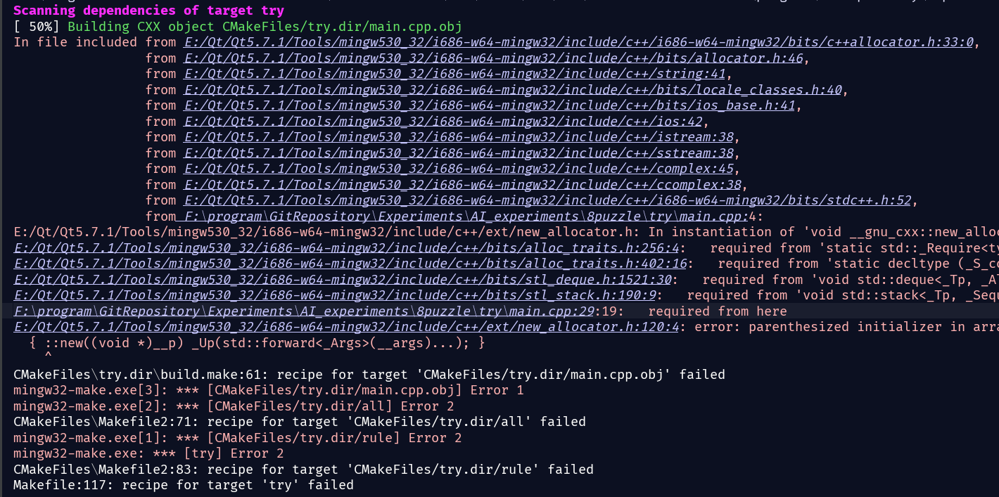 Scanning dependencies of target try
[ 50%] Building CXX object CMakeFiles/try.dir/main.cpp.obj
In file included from E:/Qt/Qt5.7.1/Tools/mingw530_32/i686-w64-mingw32/include/c++/i686-w64-mingw32/bits/c++allocator.h:33:0,
from E:/Qt/Qt5.7.1/Tools/mingw530_32/i686-w64-mingw32/include/c++/bits/allocator.h:46,
from E:/Qt/Qt5.7.1/Tools/mingw530_32/i686-w64-mingw32/include/c++/string:41,
from E:/Qt/Qt5.7.1/Tools/mingw530_32/i686-w64-mingw32/include/c++/bits/locale_classes.h:40,
from E:/Qt/Qt5.7.1/Tools/mingw530_32/i686-w64-mingw32/include/c++/bits/ios_base.h:41,
from E:/Qt/Qt5.7.1/Tools/mingw530_32/i686-w64-mingw32/include/c++/ios:42,
from E:/Qt/Qt5.7.1/Tools/mingw530_32/i686-w64-mingw32/include/c++/istream:38,
from E:/Qt/Qt5.7.1/Tools/mingw530_32/i686-w64-mingw32/include/c++/sstream:38,
from E:/Qt/Qt5.7.1/Tools/mingw530_32/i686-w64-mingw32/include/c++/complex:45,
from E:/Qt/Qt5.7.1/Tools/mingw530_32/i686-w64-mingw32/include/c++/ccomplex:38,
from E:/Qt/Qt5.7.1/Tools/mingw530_32/i686-w64-mingw32/include/c++/i686-w64-mingw32/bits/stdc++.h:52,
from F:\program\GitRepository\Experiments\AI_experiments\8puzzle\try\main.cpp:4:
E:/Qt/Qt5.7.1/Tools/mingw530_32/i686-w64-mingw32/include/c++/ext/new_allocator.h: In instantiation of 'void __gnu_cxx::new_alloc
E:/Qt/Qt5.7.1/Tools/mingw530_32/i686-w64-mingw32/include/c++/bits/alloc_traits.h:256:4:   required from 'static std::_Require<ty
E:/Qt/Qt5.7.1/Tools/mingw530_32/i686-w64-mingw32/include/c++/bits/alloc_traits.h:402:16:   required from 'static decltype (_S_co
E:/Qt/Qt5.7.1/Tools/mingw530_32/i686-w64-mingw32/include/c++/bits/stl_deque.h:1521:30:   required from 'void std::deque<_Tp, _Al
E:/Qt/Qt5.7.1/Tools/mingw530_32/i686-w64-mingw32/include/c++/bits/stl_stack.h:190:9:   required from 'void std::stack<_Tp, _Sequ
F:\program\GitRepository\Experiments\AI_experiments\8puzzle\try\main.cpp:29:19:   required from here
E:/Qt/Qt5.7.1/Tools/mingw530_32/i686-w64-mingw32/include/c++/ext/new_allocator.h:120:4: error: parenthesized initializer in arra
{ ::new((void *)__p) _Up(std::forward<_Args>(__args)...); }
^
CMakeFiles\try.dir\build.make:61: recipe for target 'CMakeFiles/try.dir/main.cpp.obj' failed
mingw32-make.exe[3]: *** [CMakeFiles/try.dir/main.cpp.obj] Error 1
mingw32-make.exe[2]: *** [CMakeFiles/try.dir/all] Error 2
CMakeFiles\Makefile2:71: recipe for target 'CMakeFiles/try.dir/all' failed
mingw32-make.exe[1]: *** [CMakeFiles/try.dir/rule] Error 2
mingw32-make.exe: *** [try] Error 2
CMakeFiles\Makefile2:83: recipe for target 'CMakeFiles/try.dir/rule' failed
Makefile:117: recipe for target 'try' failed